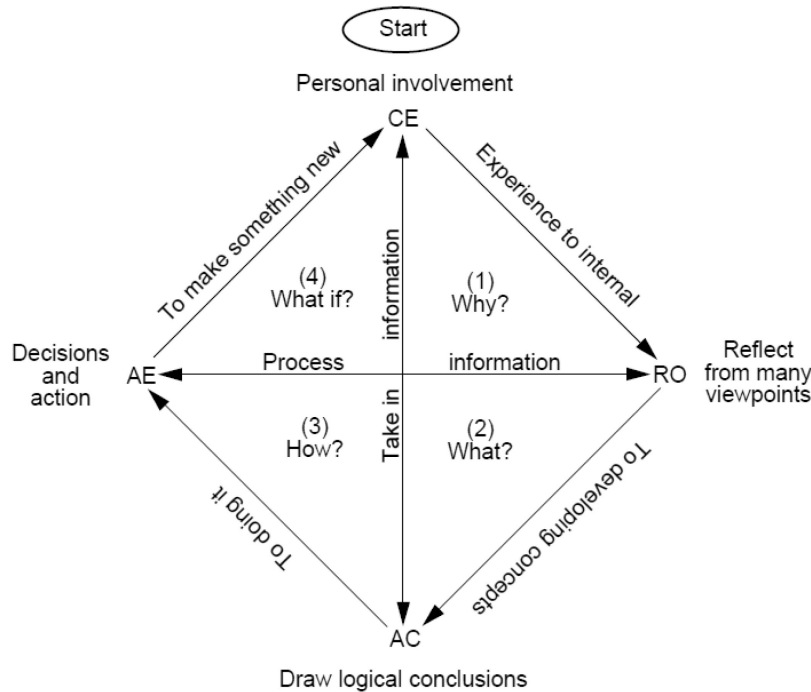 Start
Personal involvement
CE
To make something new
Experience to internal
(4)
What if?
information
(1)
Why?
Decisions
and
action
AE
Process
information
RO
Reflect
from many
viewpoints
(3)
How?
Take in
(2)
What?
To doing it
To developing concepts
AC
Draw logical conclusions